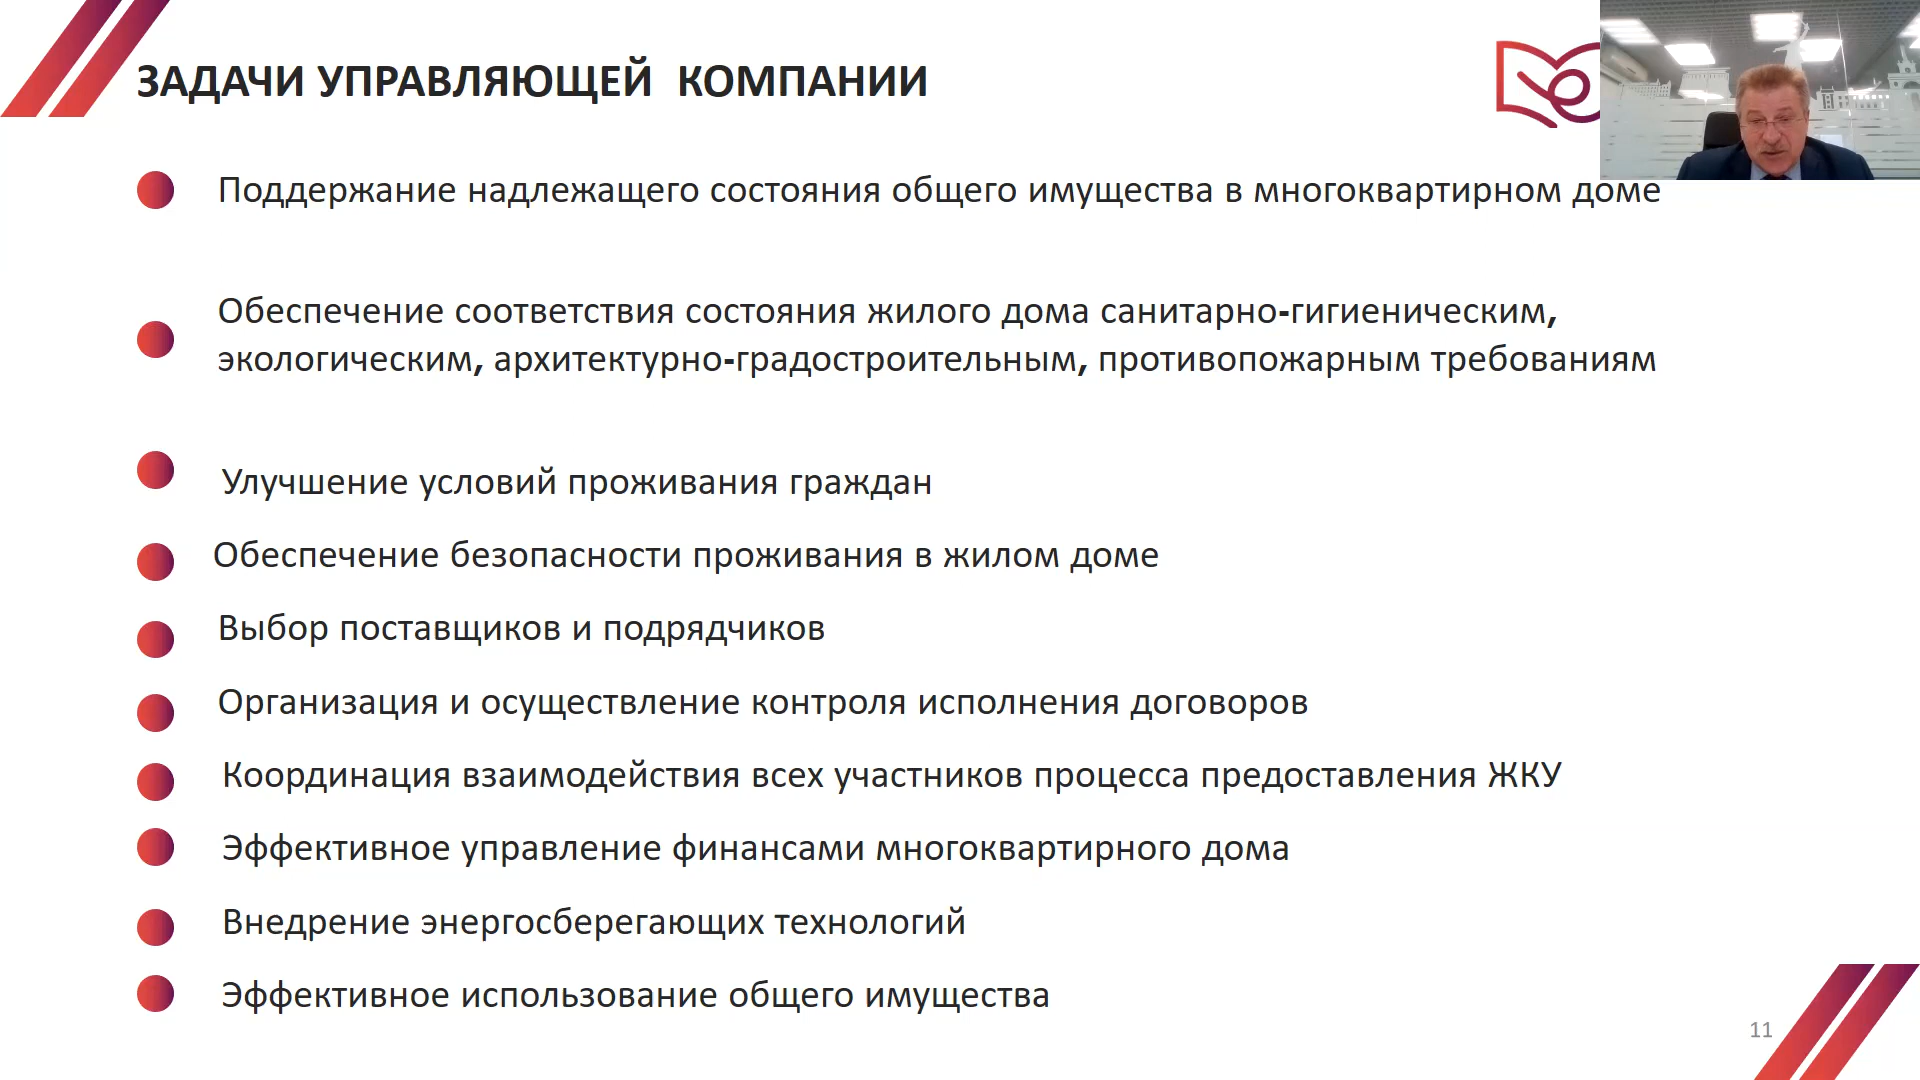 ЗАДАЧИ УПРАВЛЯЮЩЕЙ  КОМПАНИИ
Поддержание надлежащего состояния общего имущества в многоквартирном доме
Обеспечение соответствия состояния жилого дома санитарно-гигиеническим,
экологическим, архитектурно-градостроительным, противопожарным требованиям
Улучшение условий проживания граждан
Обеспечение безопасности проживания в жилом доме
Выбор поставщиков и подрядчиков
Организация и осуществление контроля исполнения договоров
Координация взаимодействия всех участников процесса предоставления ЖКУ
Эффективное управление финансами многоквартирного дома
Внедрение энергосберегающих технологий
Эффективное использование общего имущества
11